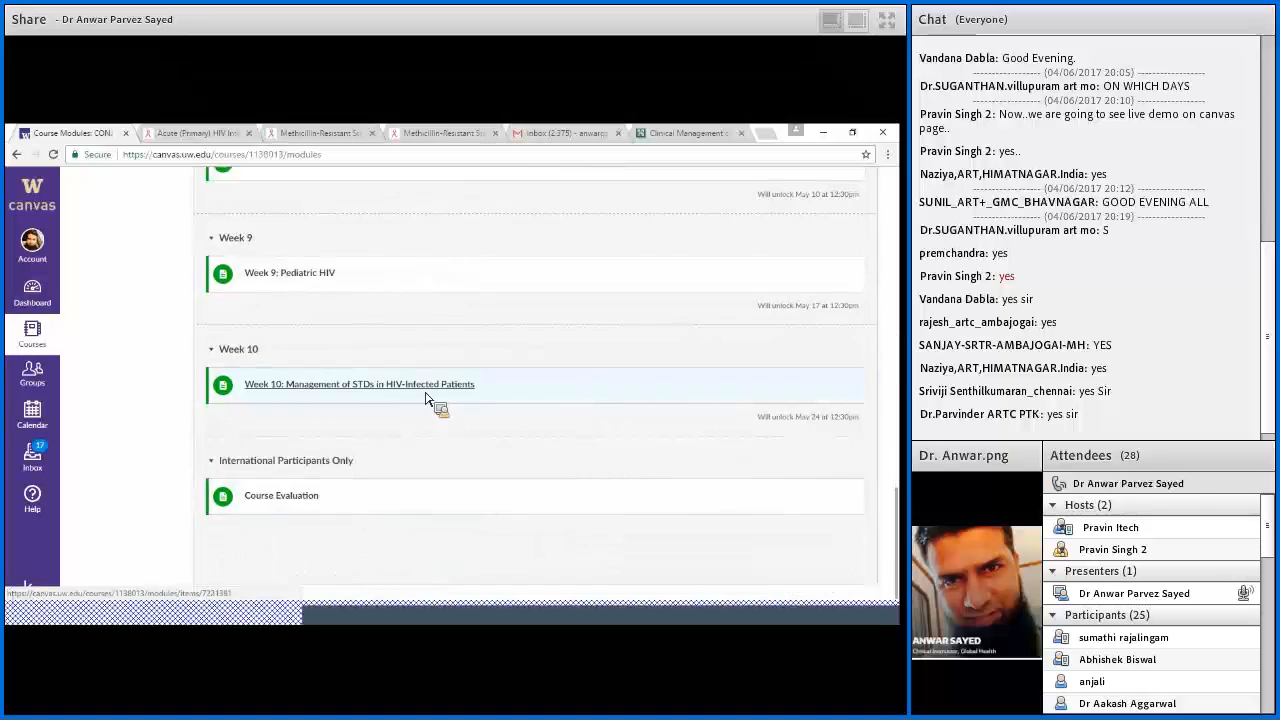 Share - Dr Anwar Parvez Sayed
Course Modules: CON
Acute (Primary) HIV Inf
Methicillin-Resistant S
Methicillin-Resistant S
Inbox (2,375) - anwarp
Clinical Management o
Secure https://canvas.uw.edu/courses/1138013/modules
W
canvas
Account
Dashboard
Courses
Groups
Calendar
17
Inbox
Help
Will unlock May 10 at 12:30pm
Week 9
Week 9: Pediatric HIV
Will unlock May 17 at 12:30pm
Week 10
Week 10: Management of STDs in HIV-Infected Patients
Will unlock May 24 at 12:30pm
International Participants Only
Course Evaluation
https://canvas.uw.edu/courses/1138013/modules/items/7221381
Chat (Everyone)
Vandana Dabla: Good Evening.
------------------ (04/06/2017 20:05) ------------------
Dr.SUGANTHAN.villupuram art mo: ON WHICH DAYS
------------------ (04/06/2017 20:10) ------------------
Pravin Singh 2: Now..we are going to see live demo on canvas
page..
Pravin Singh 2: yes..
Naziya,ART,HIMATNAGAR.India: yes
------------------ (04/06/2017 20:12) ------------------
SUNIL_ART+_GMC_BHAVNAGAR: GOOD EVENING ALL
------------------ (04/06/2017 20:19) ------------------
Dr.SUGANTHAN.villupuram art mo: S
premchandra: yes
Pravin Singh 2: yes
Vandana Dabla: yes sir
rajesh_artc_ambajogai: yes
SANJAY-SRTR-AMBAJOGAI-MH: YES
Naziya,ART,HIMATNAGAR.India: yes
Sriviji Senthilkumaran_chennai: yes Sir
Dr.Parvinder ARTC PTK: yes sir
Dr. Anwar.png
ANWAR SAYED
Clinical Instructor, Global Health
Attendees (28)
Dr Anwar Parvez Sayed
Hosts (2)
Pravin Itech
Pravin Singh 2
Presenters (1)
Dr Anwar Parvez Sayed
Participants (25)
sumathi rajalingam
Abhishek Biswal
anjali
Dr Aakash Aggarwal